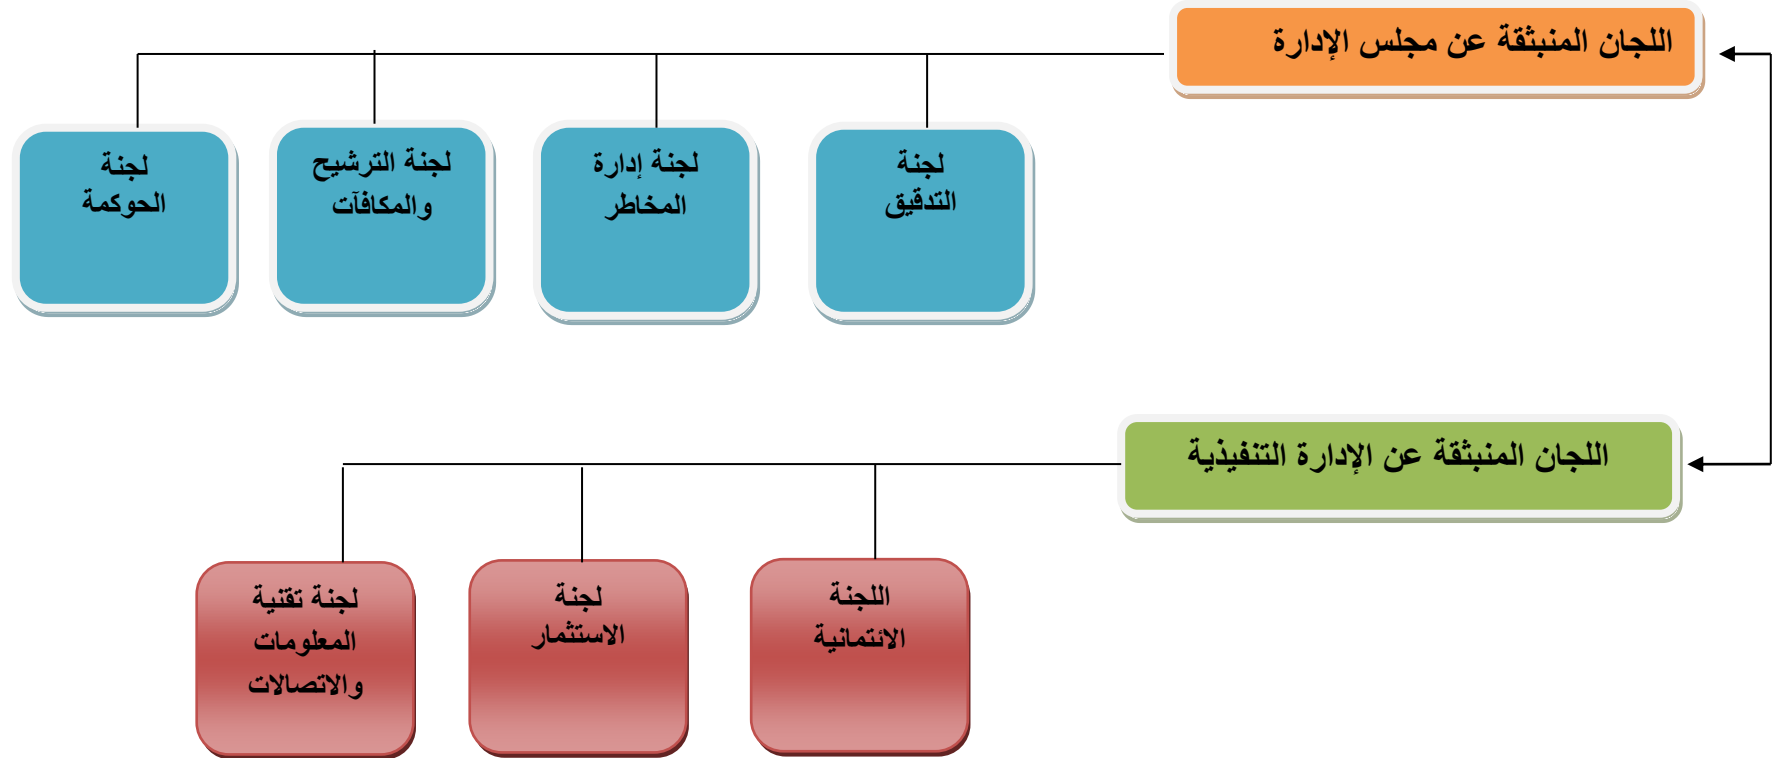 اللجان المنبثقة عن مجلس الإدارة
لجنة
التدقيق
لجنة إدارة
المخاطر
لجنة الترشيح
والمكافآت
لجنة
الحوكمة
اللجان المنبثقة عن الإدارة التنفيذية
اللجنة
الائتمانية
لجنة
الاستثمار
لجنة تقنية
المعلومات
والاتصالات